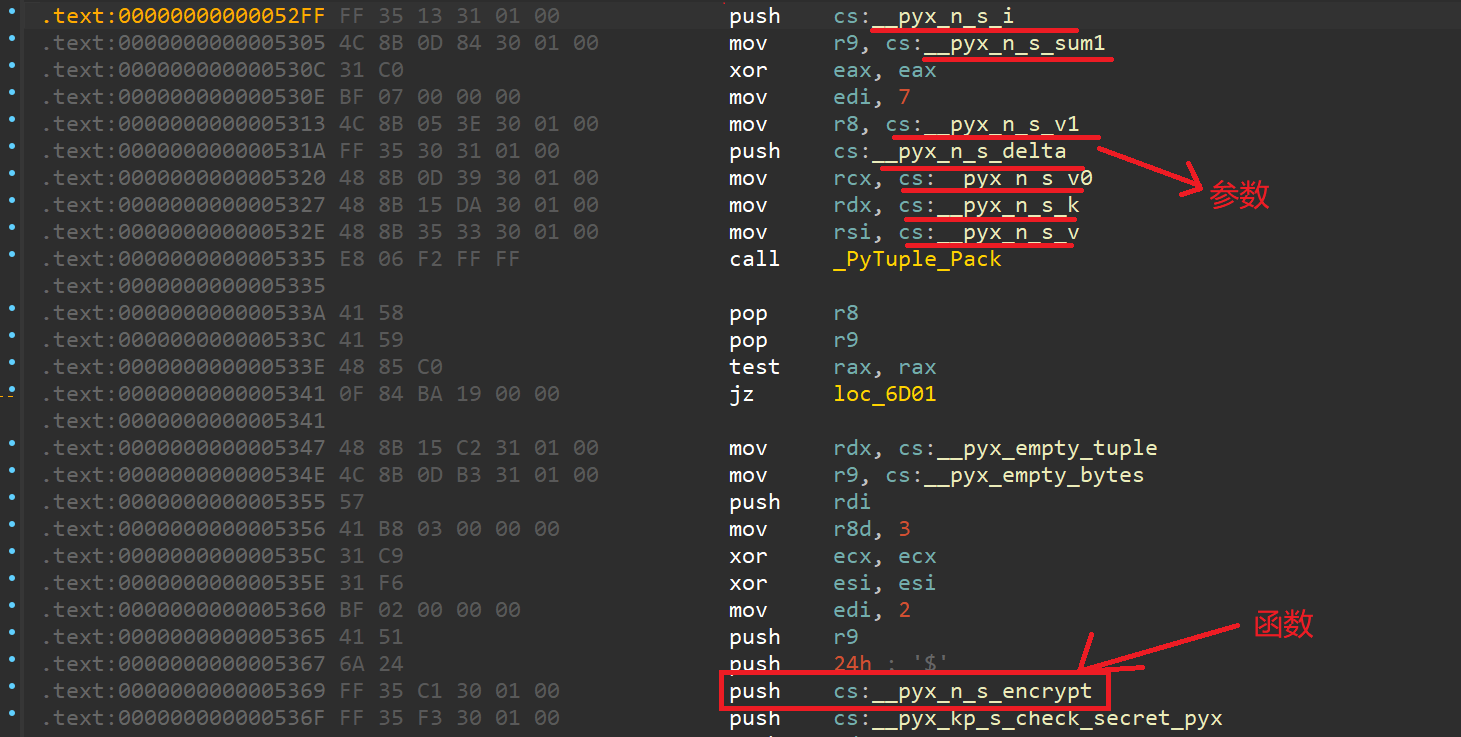 .text:00000000000052FF FF 35 13 31 01 00 push cs:__pyx_n_s_i
.text:0000000000005305 4C 8B 0D 84 30 01 00 mov r9, cs:__pyx_n_s_sum1
.text:000000000000530C 31 C0 xor eax, eax
.text:000000000000530E BF 07 00 00 00 mov edi, 7
.text:0000000000005313 4C 8B 05 3E 30 01 00 mov r8, cs:__pyx_n_s_v1
.text:000000000000531A FF 35 30 31 01 00 push cs:__pyx_n_s_delta
.text:0000000000005320 48 8B 0D 39 30 01 00 mov rcx, cs:__pyx_n_s_v0
参数
.text:0000000000005327 48 8B 15 DA 30 01 00 mov rdx, cs:__pyx_n_s_k
.text:000000000000532E 48 8B 35 33 30 01 00 mov rsi, cs:__pyx_n_s_v
.text:0000000000005335 E8 06 F2 FF FF call _PyTuple_Pack
.text:0000000000005335
.text:000000000000533A 41 58 pop r8
.text:000000000000533C 41 59 pop r9
.text:000000000000533E 48 85 C0 test rax, rax
.text:0000000000005341 0F 84 BA 19 00 00 jz loc_6D01
.text:0000000000005341
.text:0000000000005347 48 8B 15 C2 31 01 00 mov rdx, cs:__pyx_empty_tuple
.text:000000000000534E 4C 8B 0D B3 31 01 00 mov r9, cs:__pyx_empty_bytes
.text:0000000000005355 57 push rdi
.text:0000000000005356 41 B8 03 00 00 00 mov r8d, 3
.text:000000000000535C 31 C9 xor ecx, ecx
.text:000000000000535E 31 F6 xor esi, esi
.text:0000000000005360 BF 02 00 00 00 mov edi, 2
函数
.text:0000000000005365 41 51 push r9
.text:0000000000005367 6A 24 push 24h ; '$'
.text:0000000000005369 FF 35 C1 30 01 00 push cs:__pyx_n_s_encrypt
.text:000000000000536F FF 35 F3 30 01 00 push cs:__pyx_kp_s_check_secret_pyx